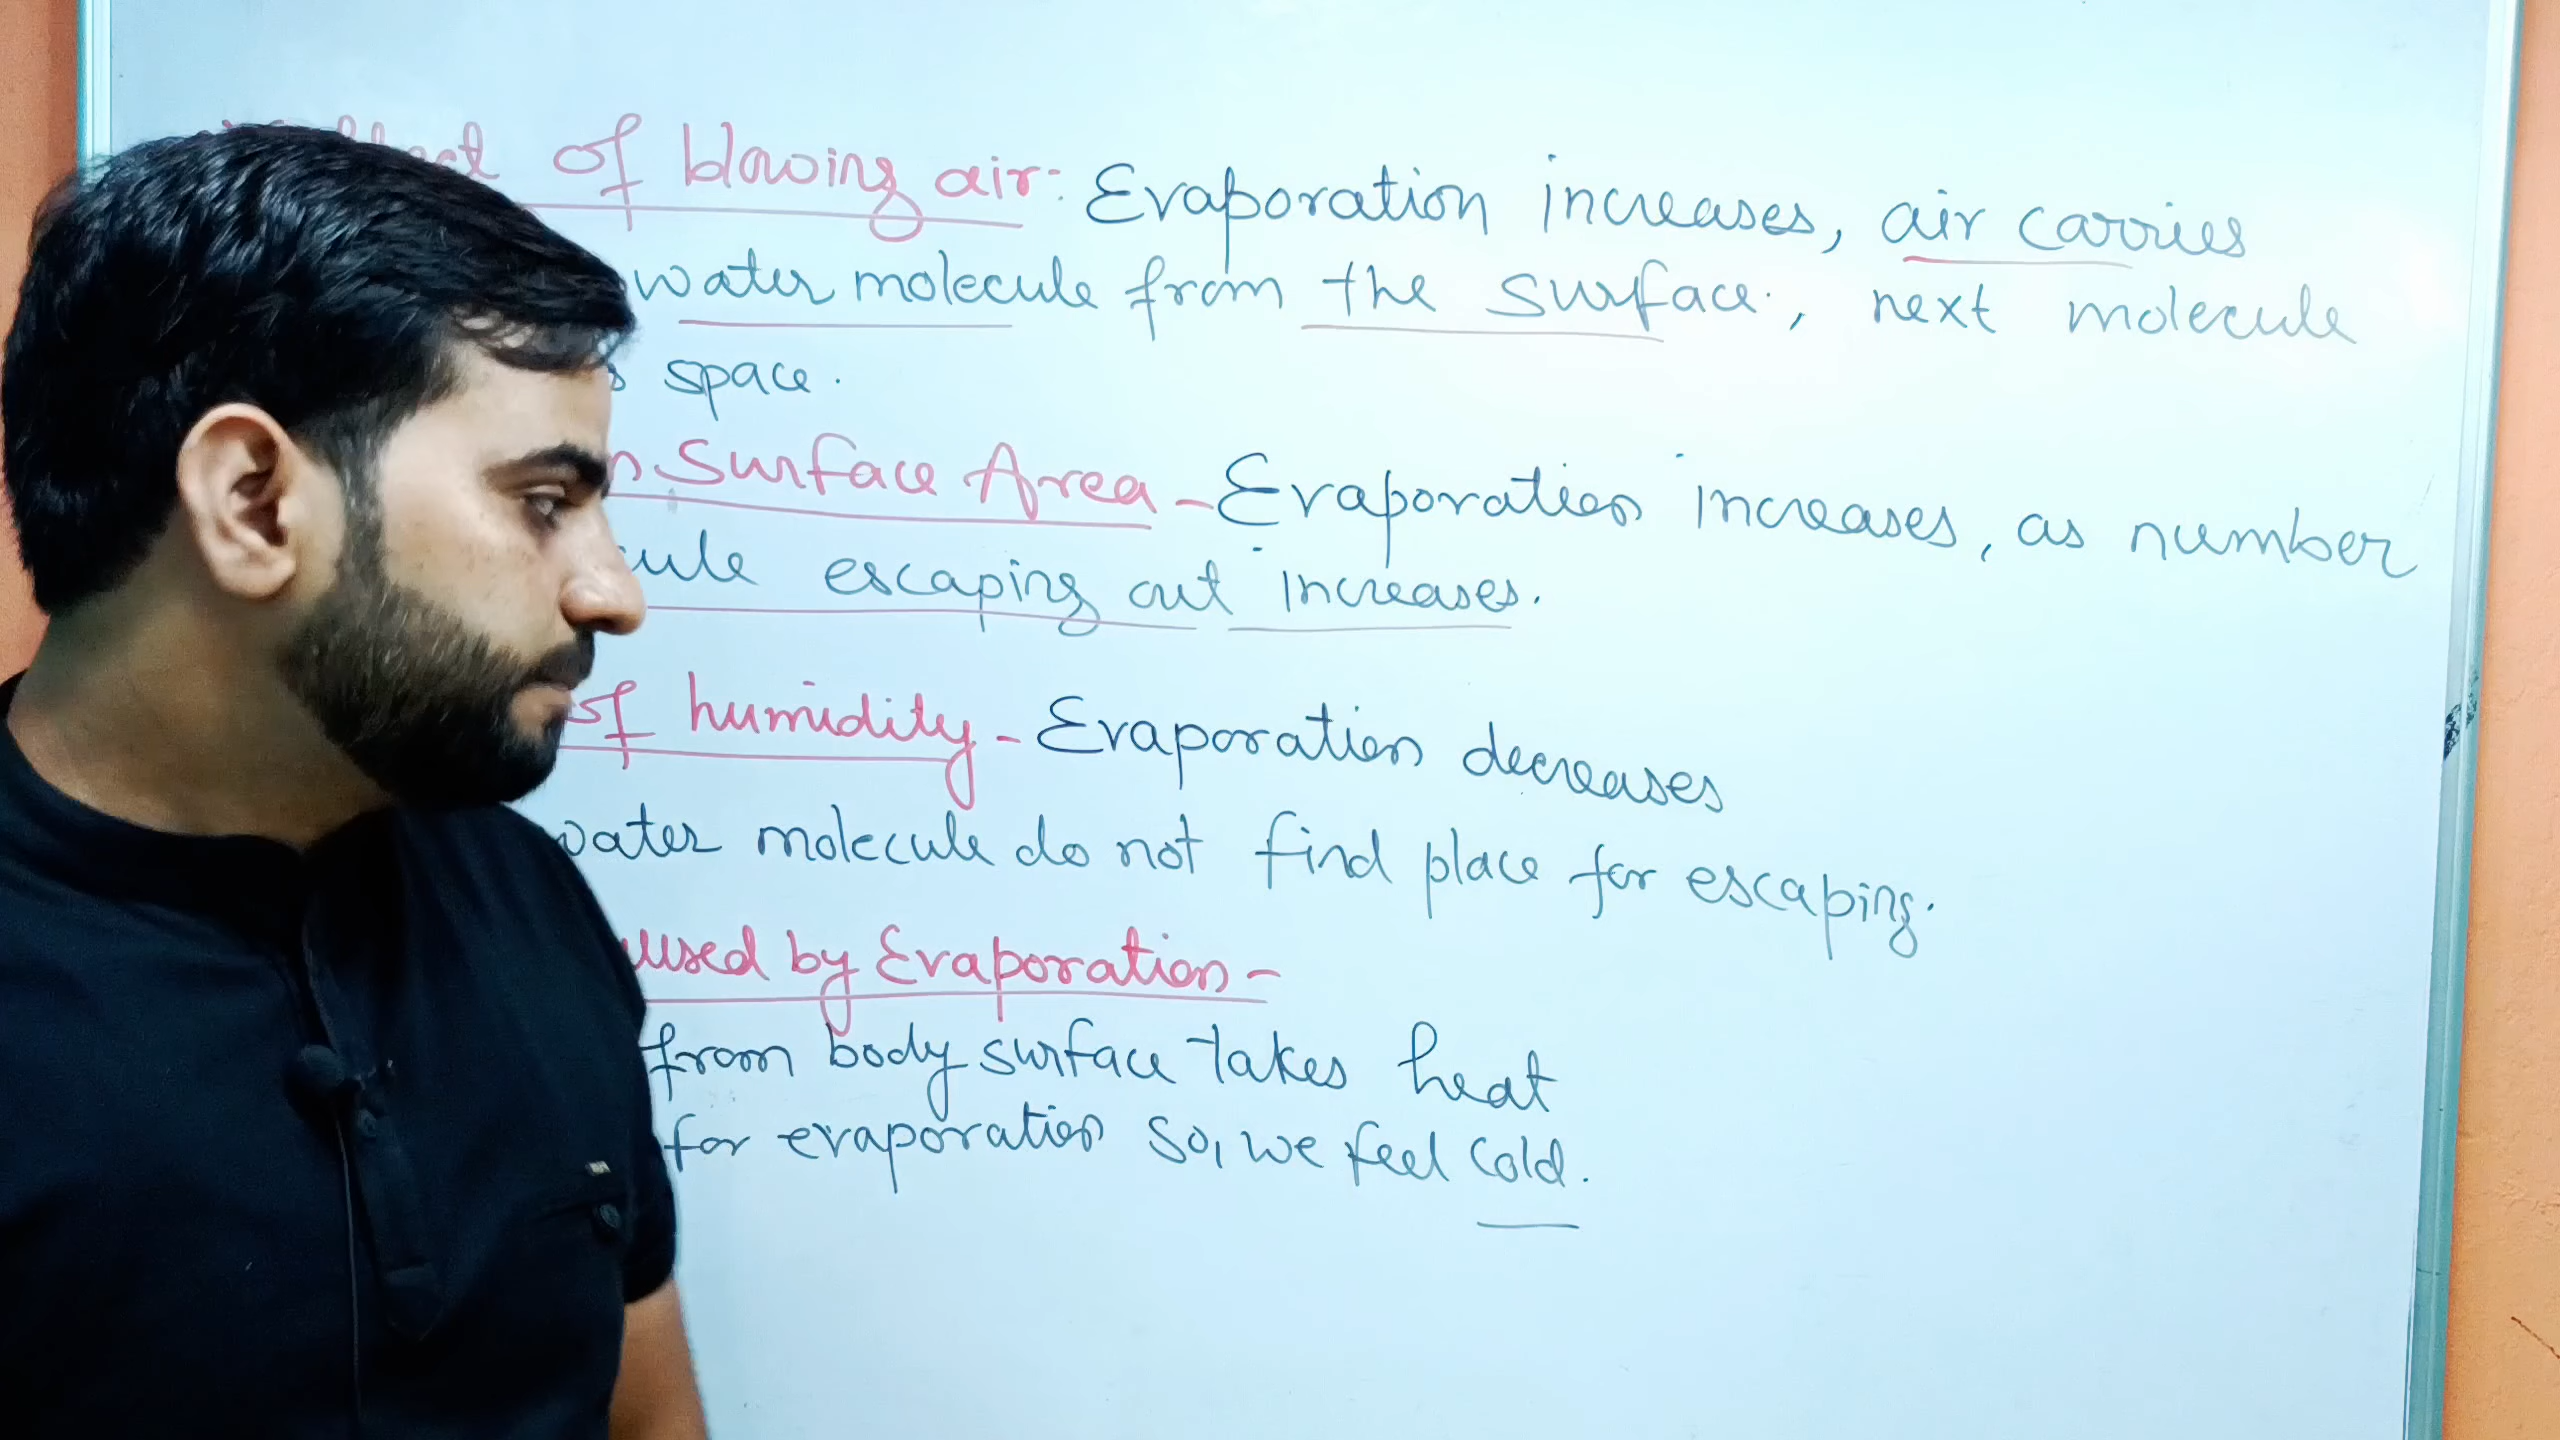 of blowing air: Evaporation increases, air carries
water molecule from the surface., next molecule
space.
Surface Area - Evaporation increases, as number
escaping out increases.
of humidity - Evaporation decreases
water molecule do not find place for escaping.
by Evaporation -
from body surface takes heat
for evaporation so, we feel cold.